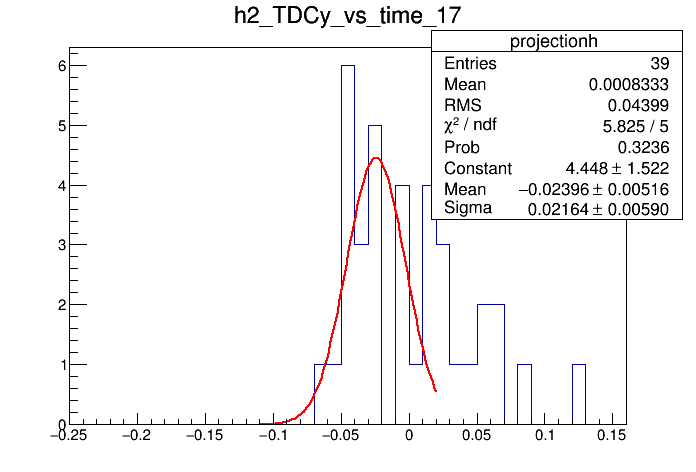 h2_TDCy_vs_time_17
projectionh
Entries 39
Mean 0.0008333
RMS 0.04399
χ² / ndf 5.825 / 5
Prob 0.3236
Constant 4.448 ± 1.522
Mean −0.02396 ± 0.00516
Sigma 0.02164 ± 0.00590
6
5
4
3
2
1
0
−0.25 −0.2 −0.15 −0.1 −0.05 0 0.05 0.1 0.15